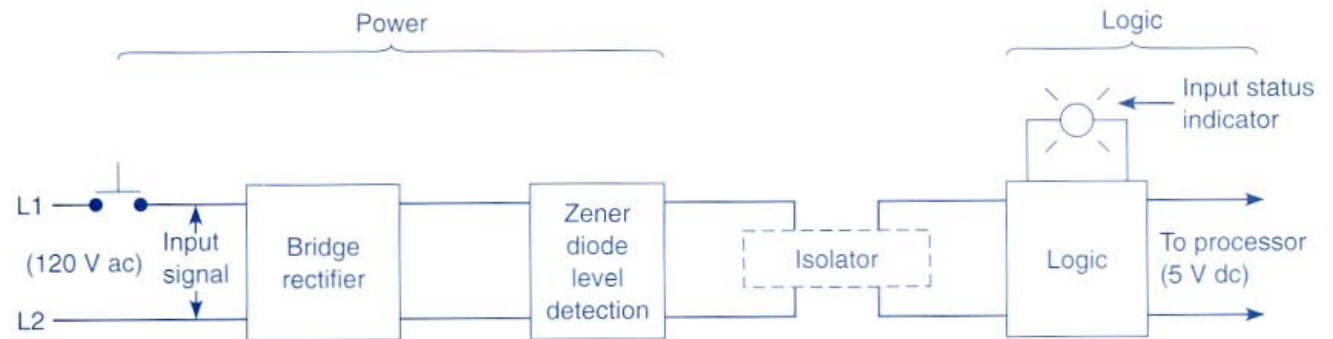 Power
Logic
Input status
indicator
L1
(120 V ac)
L2
Input
signal
Bridge
rectifier
Zener
diode
level
detection
Isolator
Logic
To processor
(5 V dc)